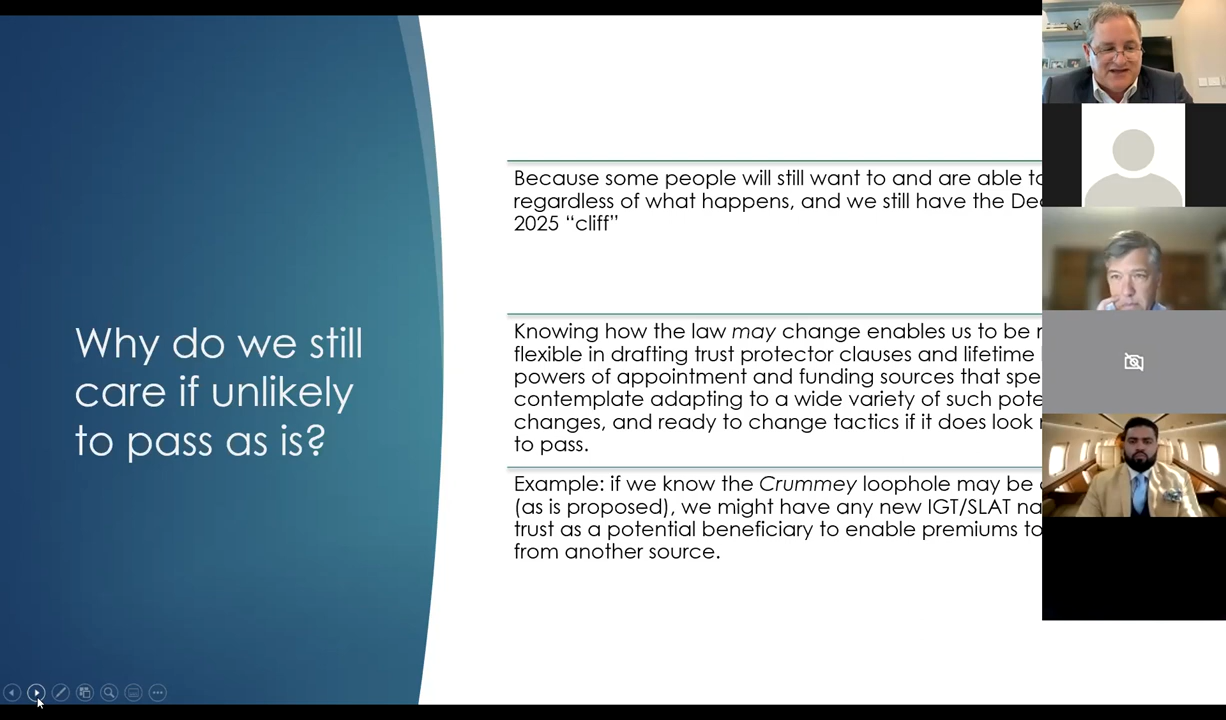 Why do we still
care if unlikely
to pass as is?
Because some people will still want to and are able
regardless of what happens, and we still have the
2025 “cliff”
Knowing how the law may change enables us to be
flexible in drafting trust protector clauses and lifetime
powers of appointment and funding sources that
contemplate adapting to a wide variety of such
changes, and ready to change tactics if it does look
to pass.
Example: if we know the Crummey loophole may be
(as is proposed), we might have any new IGT/SLAT
trust as a potential beneficiary to enable premiums to
from another source.